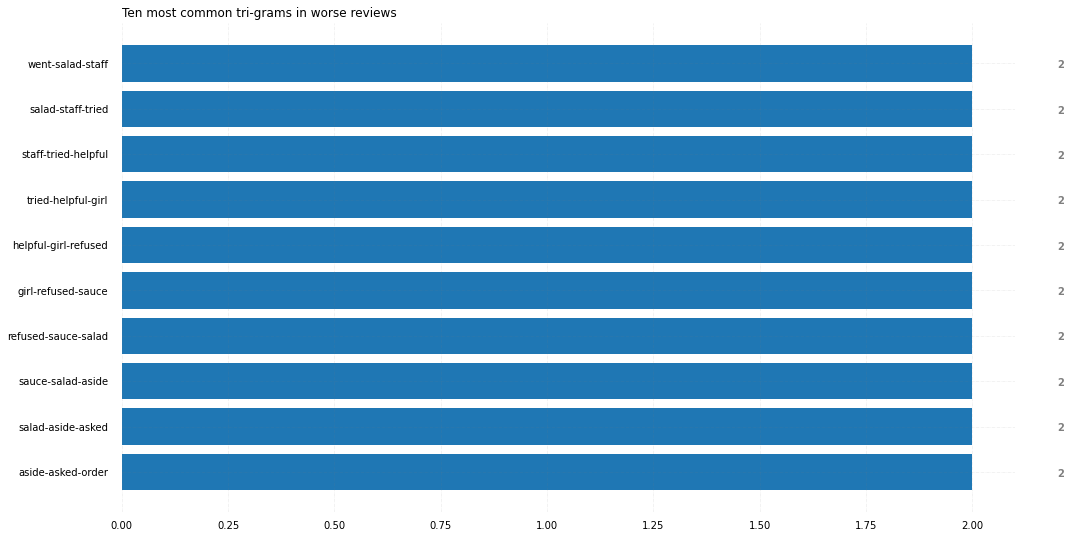 Ten most common tri-grams in worse reviews
went-salad-staff 2
salad-staff-tried 2
staff-tried-helpful 2
tried-helpful-girl 2
helpful-girl-refused 2
girl-refused-sauce 2
refused-sauce-salad 2
sauce-salad-aside 2
salad-aside-asked 2
aside-asked-order 2
0.00 0.25 0.50 0.75 1.00 1.25 1.50 1.75 2.00